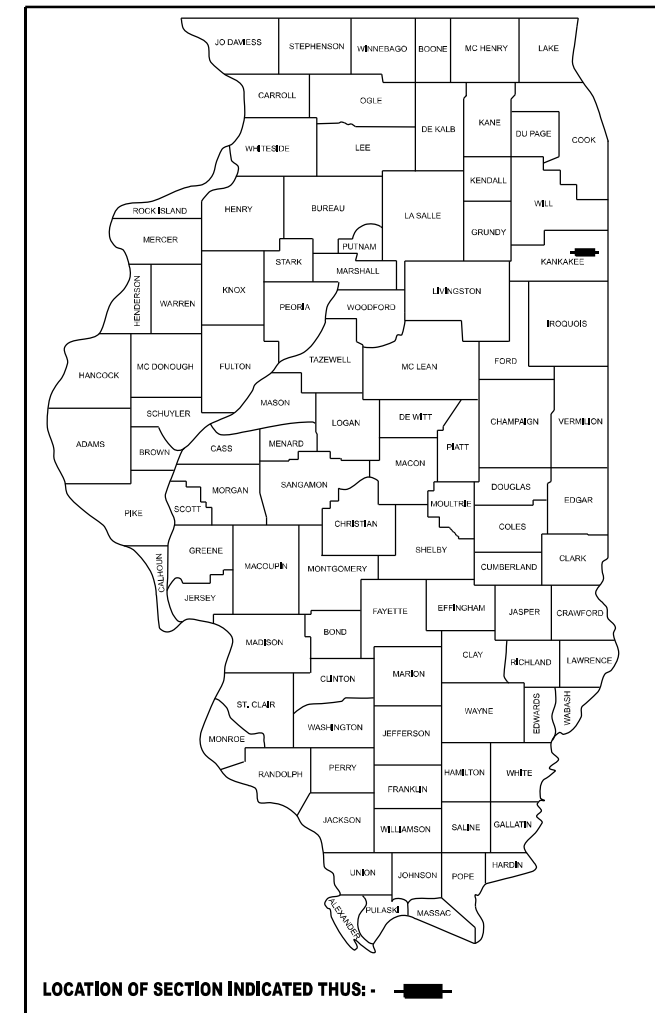 JO DAVIESS STEPHENSON WINNEBAGO BOONE MC HENRY LAKE
CARROLL OGLE DE KALB KANE DU PAGE COOK
WHITESIDE LEE KENDALL WILL
ROCK ISLAND HENRY BUREAU LA SALLE GRUNDY
MERCER PUTNAM KANKAKEE
HENDERSON WARREN KNOX STARK MARSHALL
PEORIA WOODFORD LIVINGSTON IROQUOIS
HANCOCK MC DONOUGH FULTON TAZEWELL MC LEAN FORD
SCHUYLER MASON LOGAN DE WITT PIATT CHAMPAIGN VERMILION
ADAMS BROWN CASS MENARD MACON
PIKE SCOTT MORGAN SANGAMON CHRISTIAN MOULTRIE DOUGLAS EDGAR
COLES
CALHOUN GREENE MACOUPIN MONTGOMERY SHELBY CUMBERLAND CLARK
JERSEY FAYETTE EFFINGHAM JASPER CRAWFORD
MADISON BOND CLAY RICHLAND LAWRENCE
CLINTON MARION
ST. CLAIR WASHINGTON JEFFERSON WAYNE EDWARDS WABASH
MONROE
RANDOLPH PERRY FRANKLIN HAMILTON WHITE
JACKSON WILLIAMSON SALINE GALLATIN
UNION JOHNSON POPE HARDIN
ALEXANDER PULASKI MASSAC
LOCATION OF SECTION INDICATED THUS: -